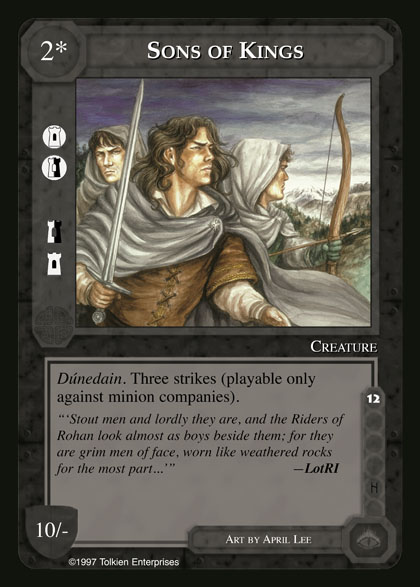 2*
SONS OF KINGS
CREATURE
Dúnedain. Three strikes (playable only
against minion companies).
“‘Stout men and lordly they are, and the Riders of
Rohan look almost as boys beside them; for they
are grim men of face, worn like weathered rocks
for the most part...’”
—LotRI
12
H
10/-
ART BY APRIL LEE
©1997 Tolkien Enterprises